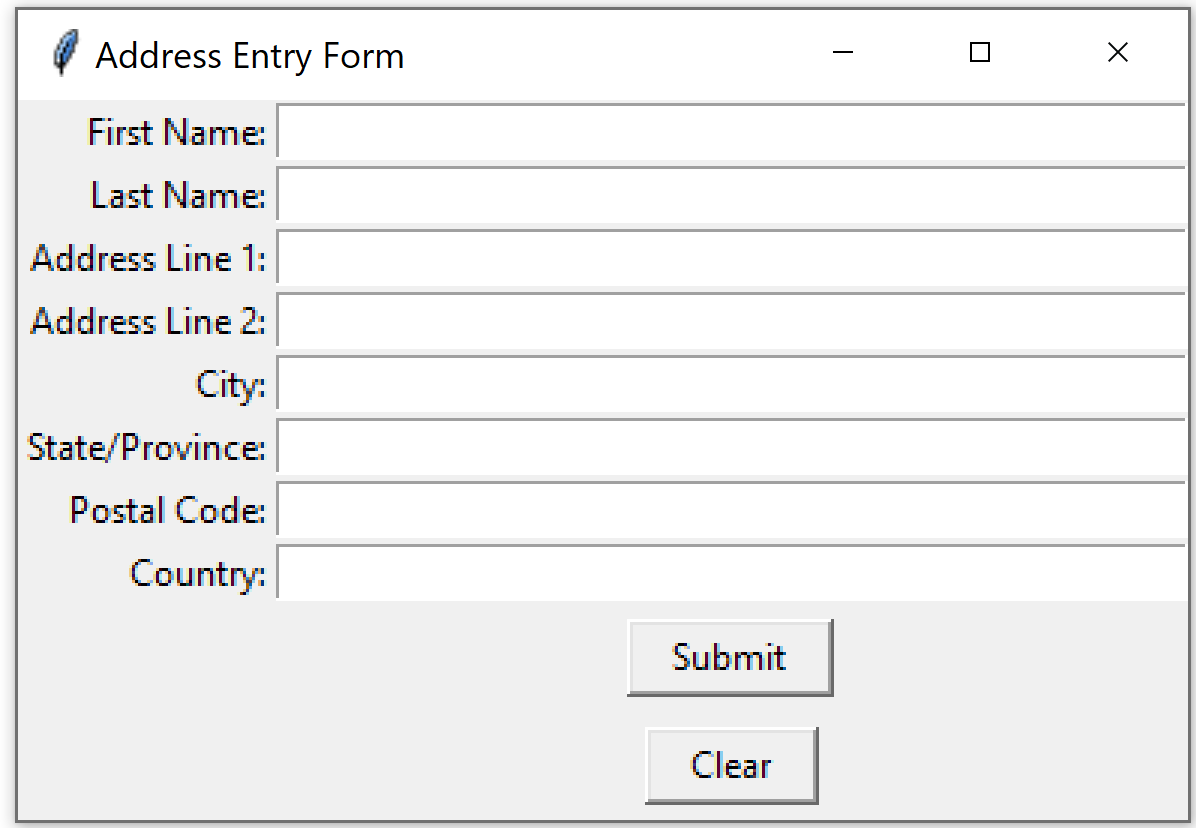 Address Entry Form
First Name:
Last Name:
Address Line 1:
Address Line 2:
City:
State/Province:
Postal Code:
Country:
Submit
Clear